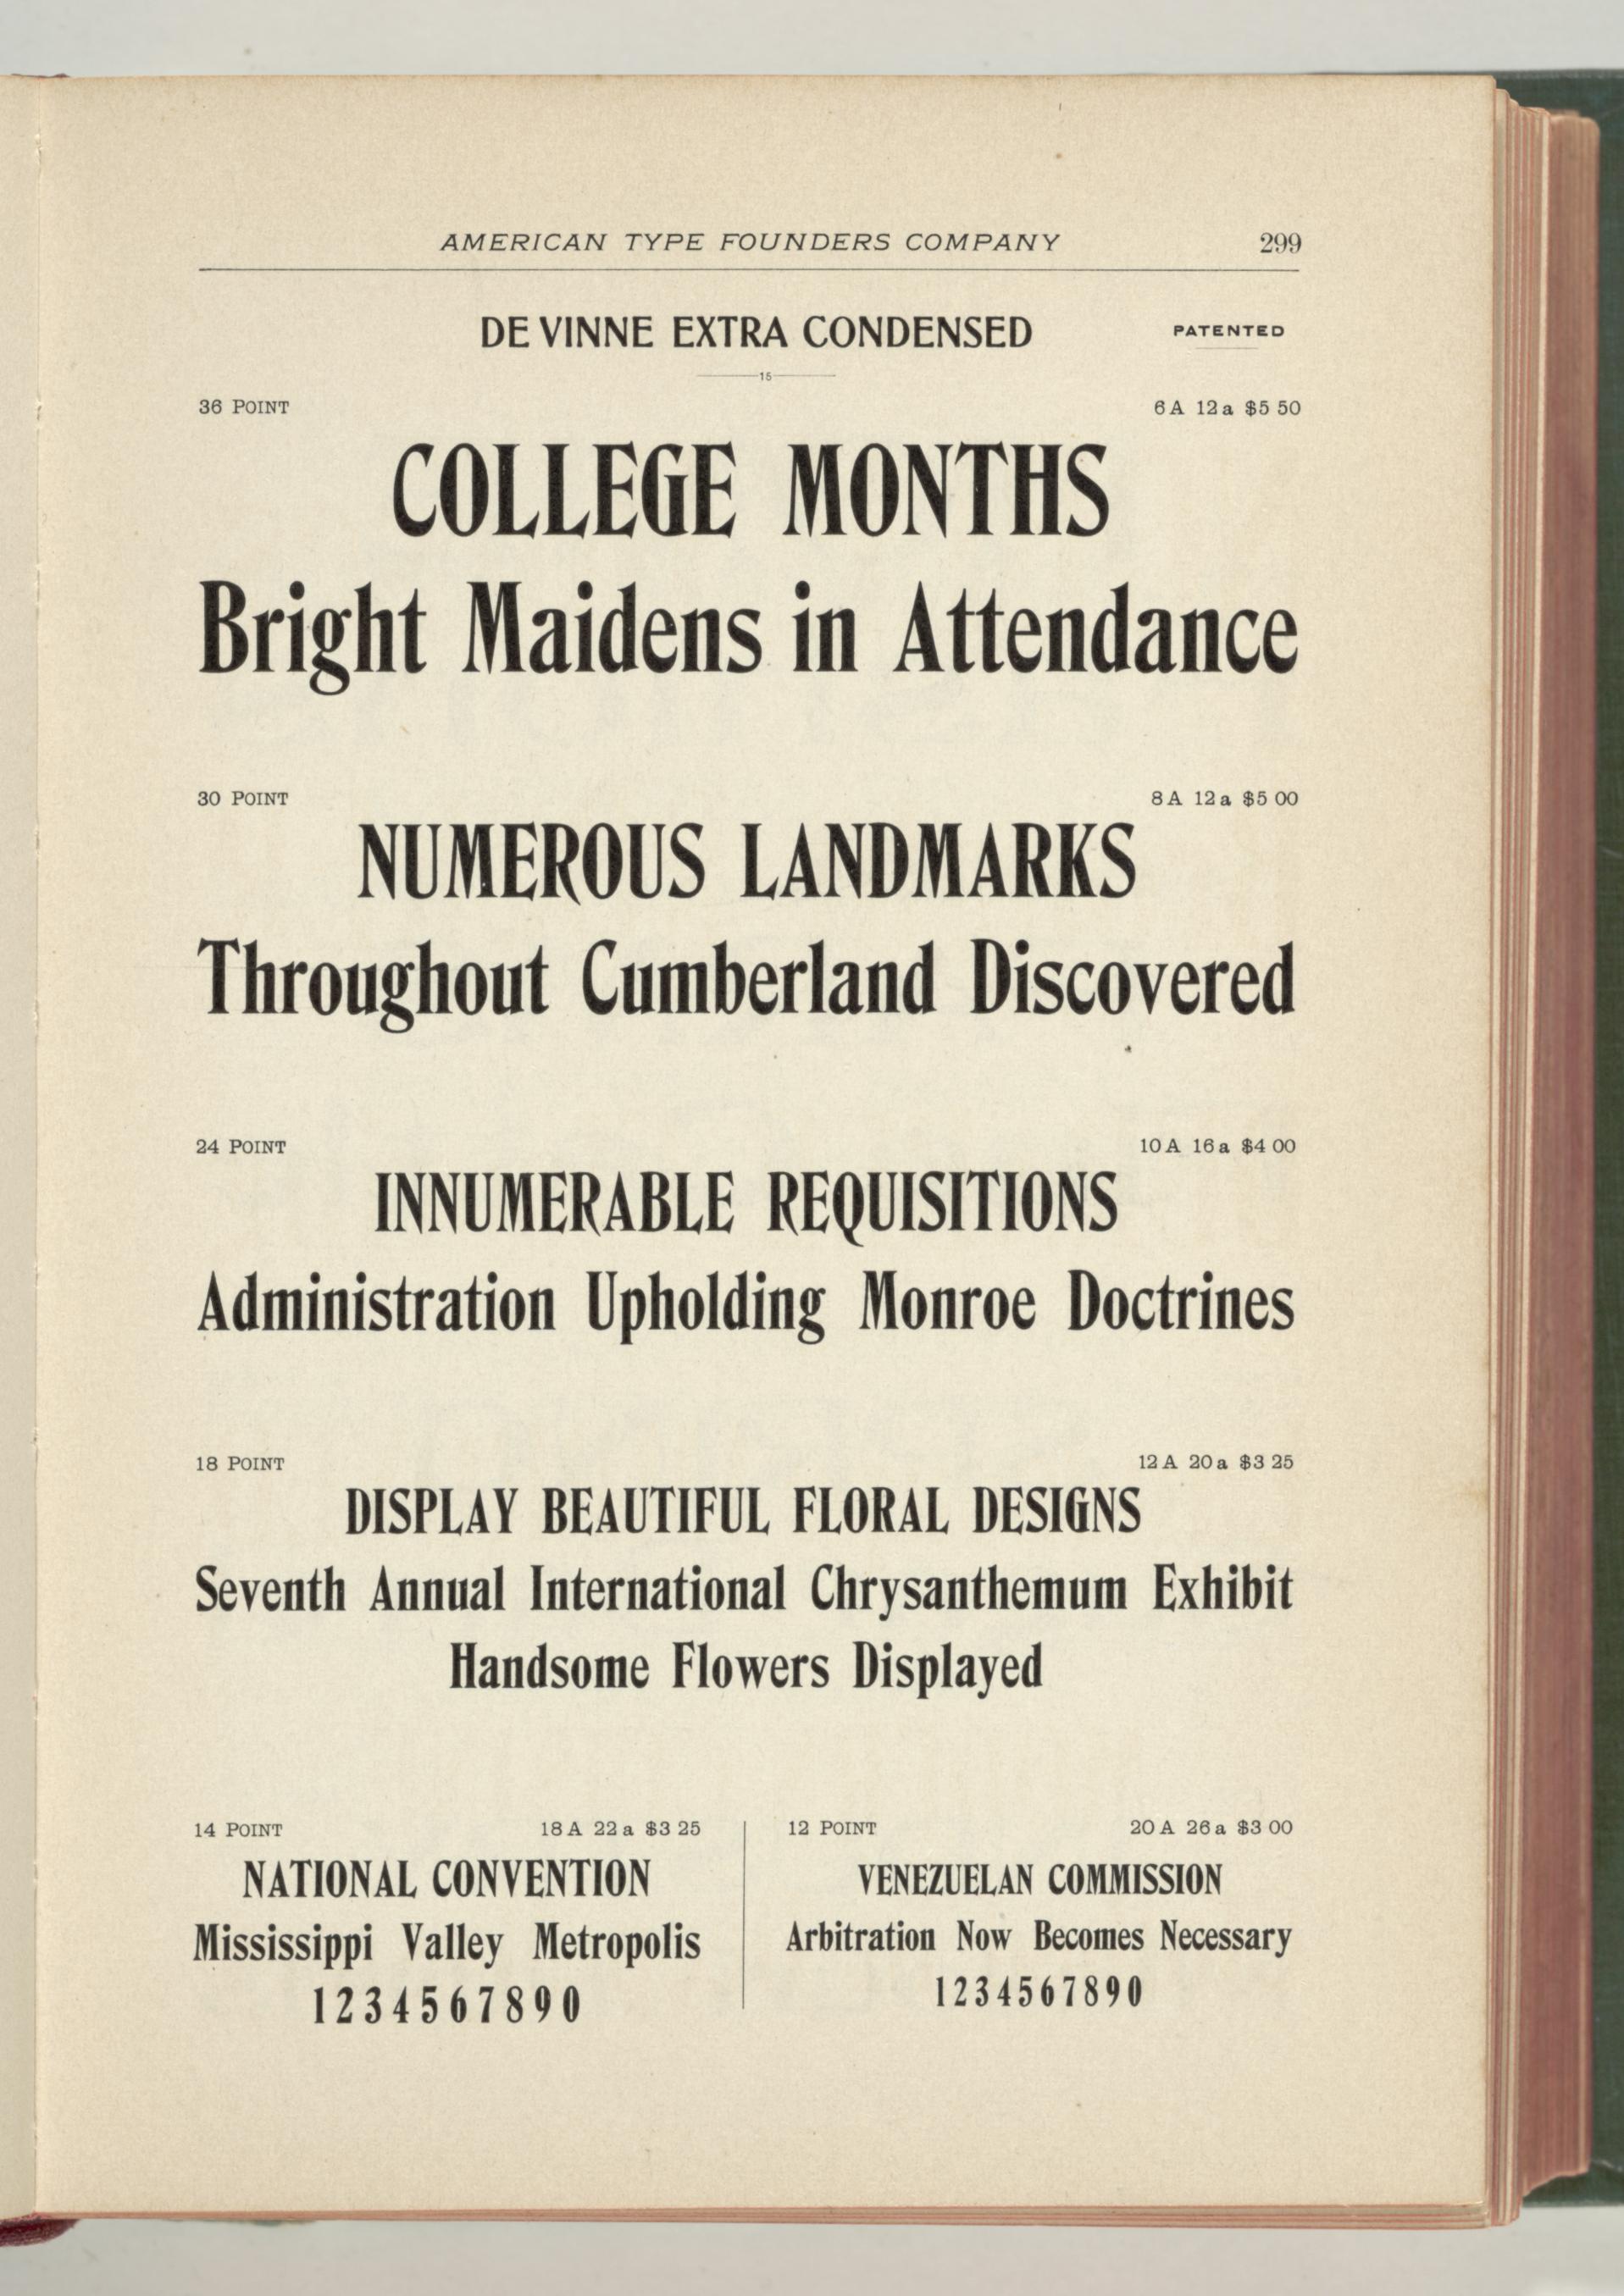 AMERICAN TYPE FOUNDERS COMPANY 299
DE VINNE EXTRA CONDENSED PATENTED
15
36 POINT 6 A 12 a $5 50
COLLEGE MONTHS
Bright Maidens in Attendance
30 POINT 8 A 12 a $5 00
NUMEROUS LANDMARKS
Throughout Cumberland Discovered
24 POINT 10 A 16 a $4 00
INNUMERABLE REQUISITIONS
Administration Upholding Monroe Doctrines
18 POINT 12 A 20 a $3 25
DISPLAY BEAUTIFUL FLORAL DESIGNS
Seventh Annual International Chrysanthemum Exhibit
Handsome Flowers Displayed
14 POINT 18 A 22 a $3 25
NATIONAL CONVENTION
Mississippi Valley Metropolis
1234567890
12 POINT 20 A 26 a $3 00
VENEZUELAN COMMISSION
Arbitration Now Becomes Necessary
1234567890